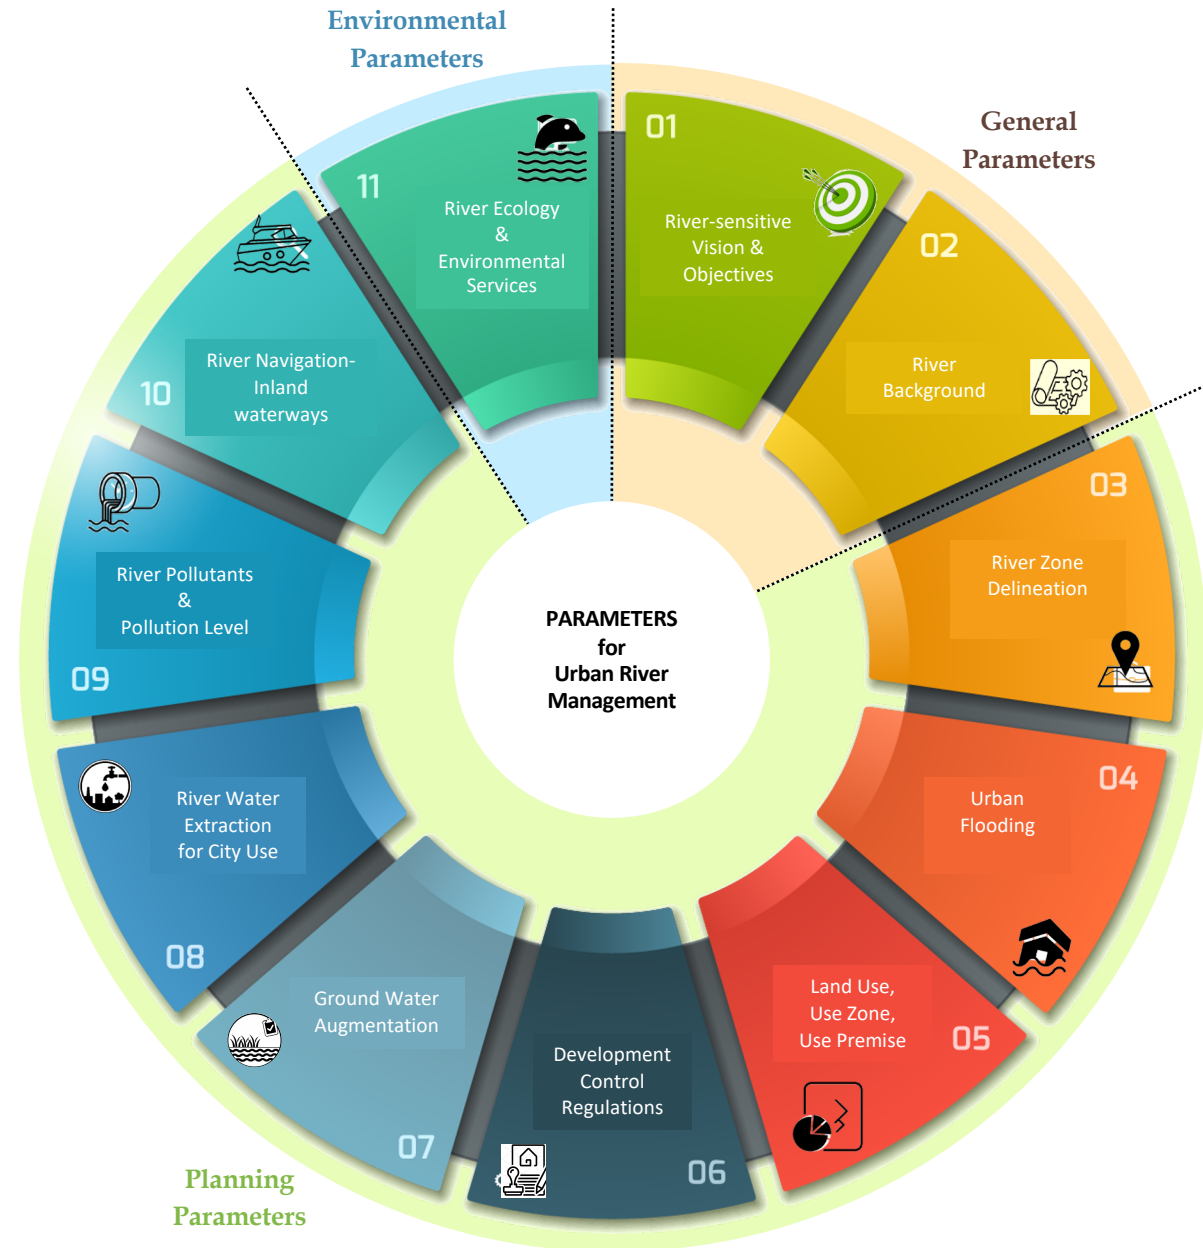 Environmental
Parameters
General
Parameters
01
River-sensitive
Vision &
Objectives
02
River
Background
03
River Zone
Delineation
04
Urban
Flooding
05
Land Use,
Use Zone,
Use Premise
06
Development
Control
Regulations
07
Ground Water
Augmentation
08
River Water
Extraction
for City Use
09
River Pollutants
&
Pollution Level
10
River Navigation-
Inland
waterways
11
River Ecology
&
Environmental
Services
PARAMETERS
for
Urban River
Management
Planning
Parameters